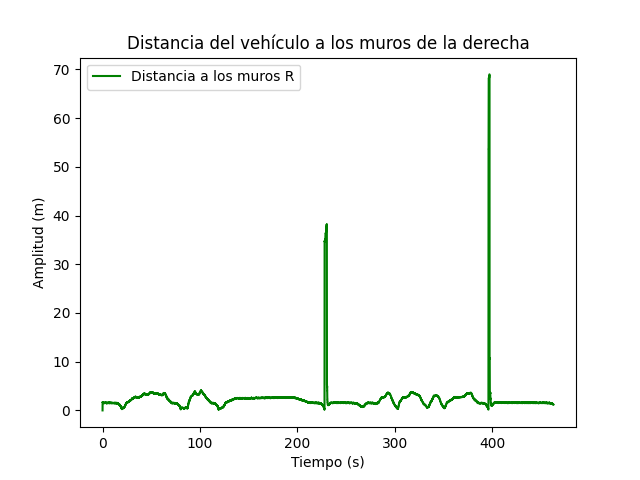 Distancia del vehículo a los muros de la derecha
Distancia a los muros R
70
60
50
40
30
20
10
0
Amplitud (m)
0 100 200 300 400
Tiempo (s)